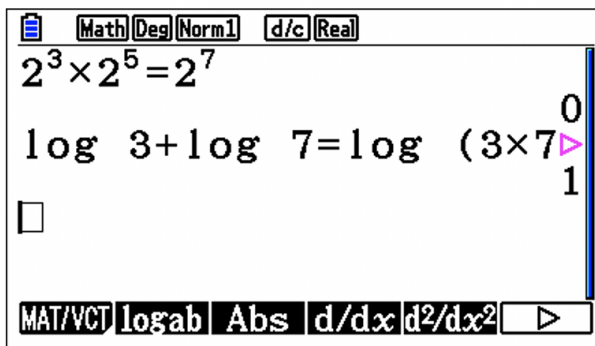 Math Deg Norm1 d/c Real
2³×2⁵=2⁷
0
log 3+log 7=log (3×7
1
MAT/VCT logab Abs d/dx d²/dx² ▷